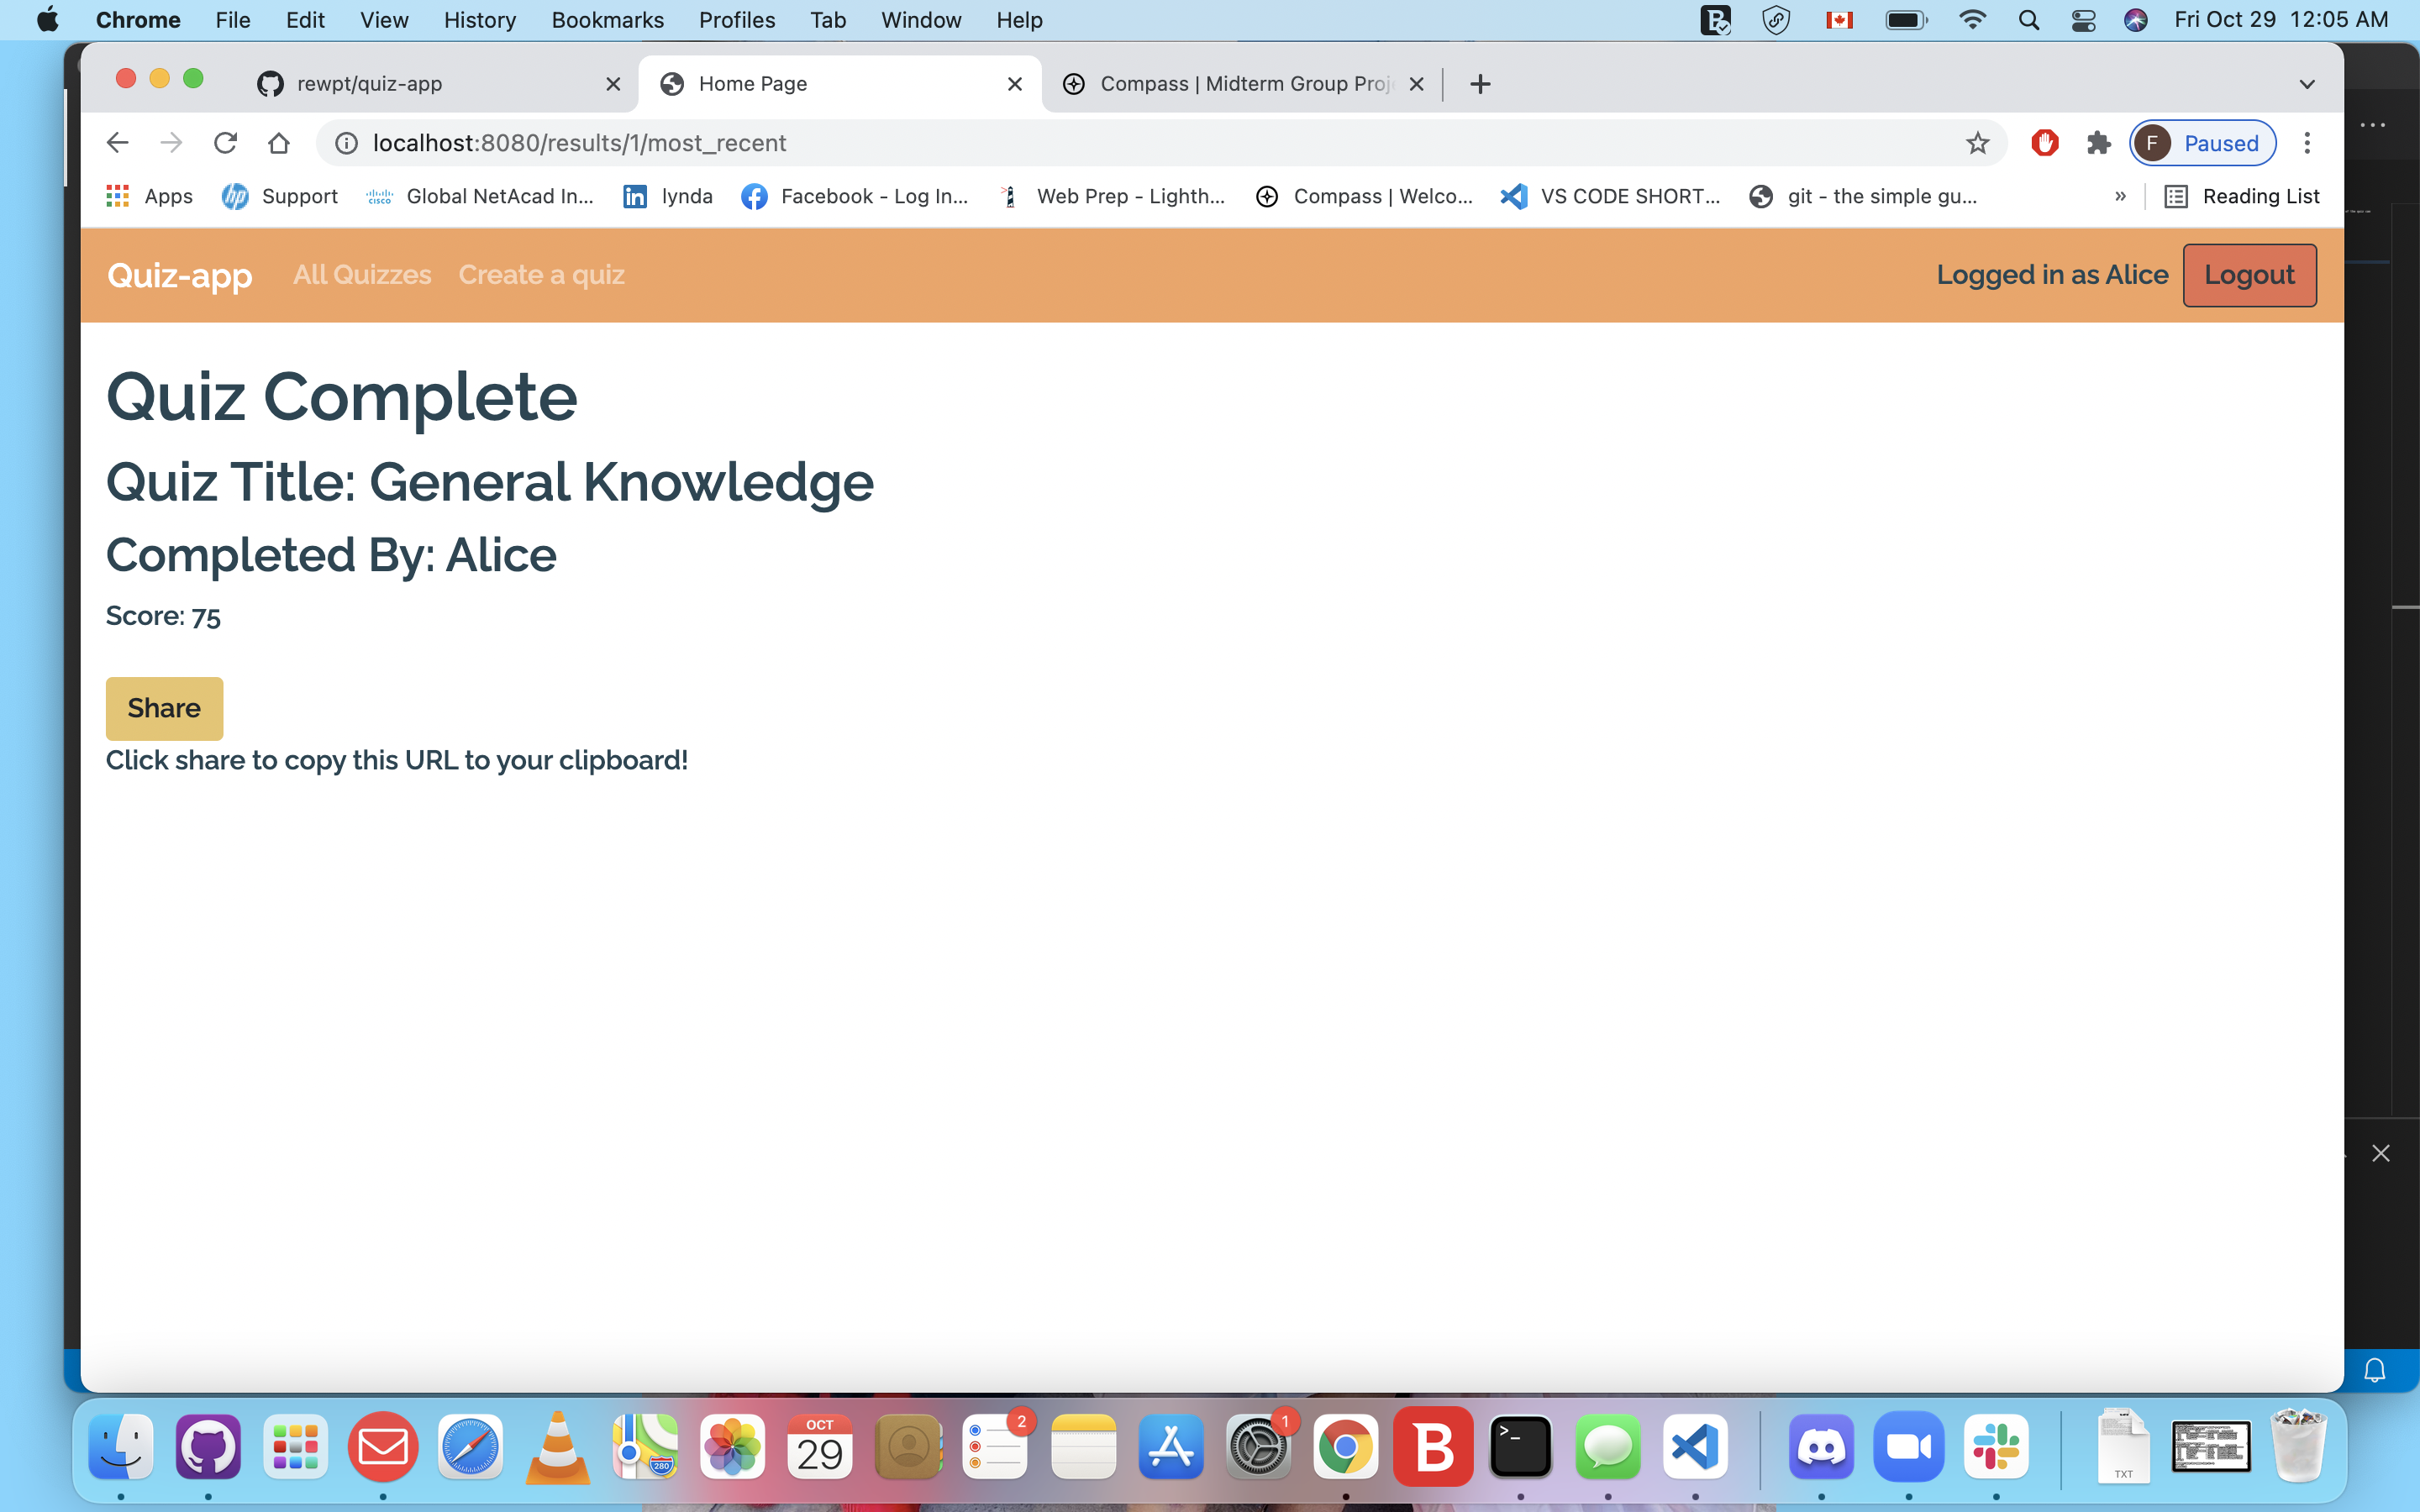 Chrome File Edit View History Bookmarks Profiles Tab Window Help Fri Oct 29 12:05 AM
rewpt/quiz-app Home Page Compass | Midterm Group Proj
localhost:8080/results/1/most_recent F Paused
Apps Support Global NetAcad In... lynda Facebook - Log In... Web Prep - Lighth... Compass | Welco... VS CODE SHORT... git - the simple gu... » Reading List
Quiz-app All Quizzes Create a quiz Logged in as Alice Logout
Quiz Complete
Quiz Title: General Knowledge
Completed By: Alice
Score: 75
Share
Click share to copy this URL to your clipboard!
OCT
29
280
2
1
B
>_
TXT